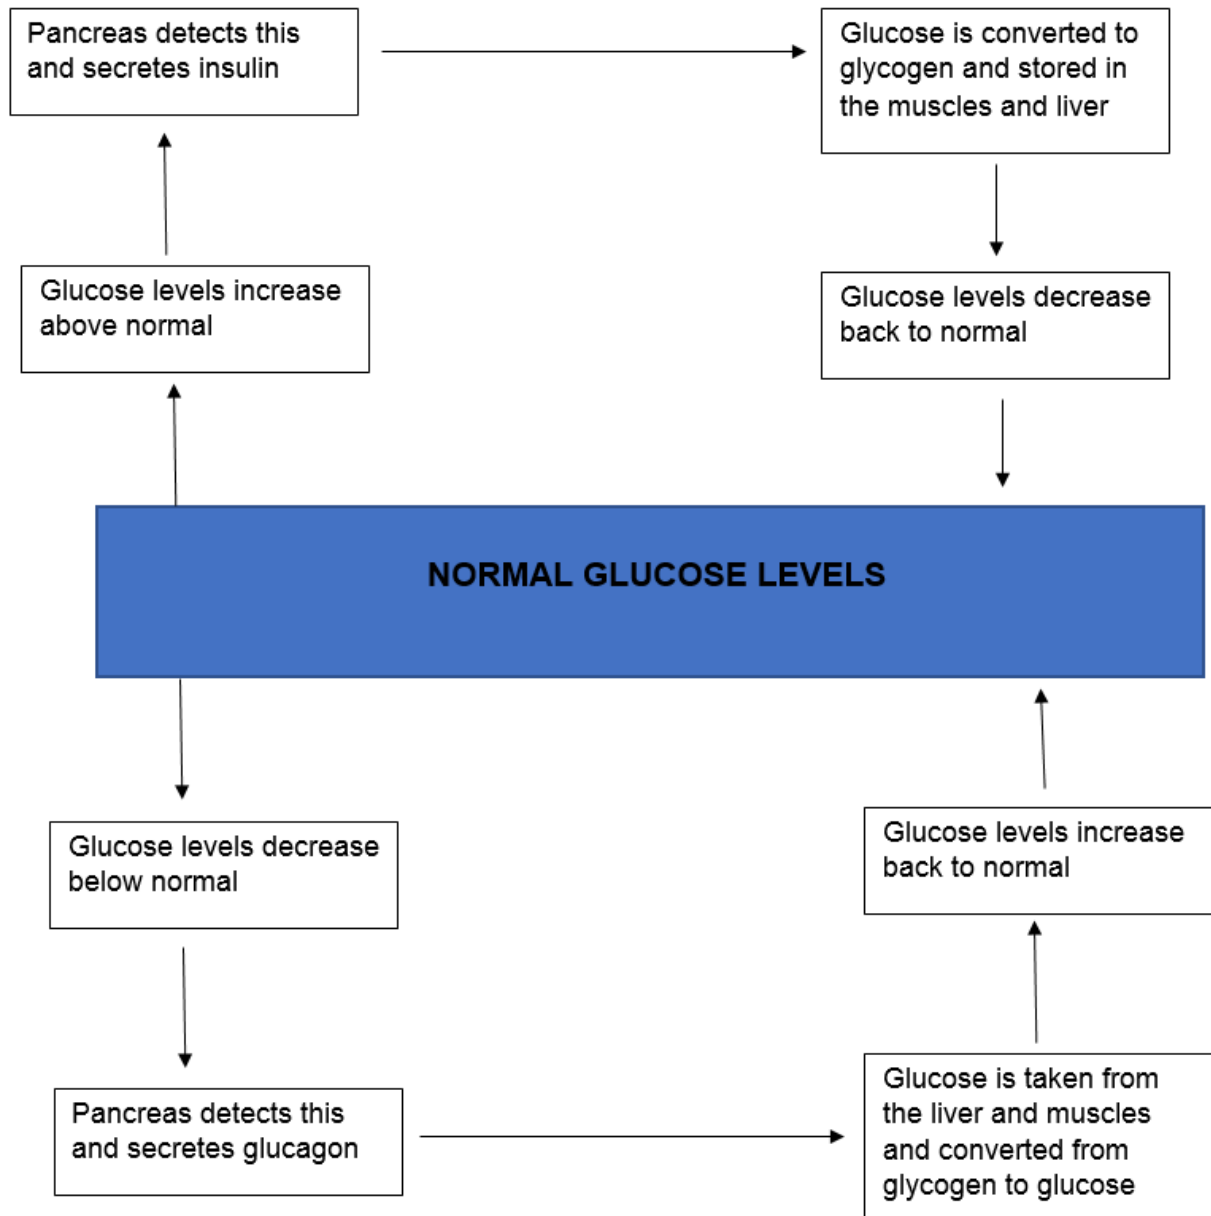 Pancreas detects this
and secretes insulin
Glucose is converted to
glycogen and stored in
the muscles and liver
Glucose levels increase
above normal
Glucose levels decrease
back to normal
NORMAL GLUCOSE LEVELS
Glucose levels decrease
below normal
Glucose levels increase
back to normal
Pancreas detects this
and secretes glucagon
Glucose is taken from
the liver and muscles
and converted from
glycogen to glucose